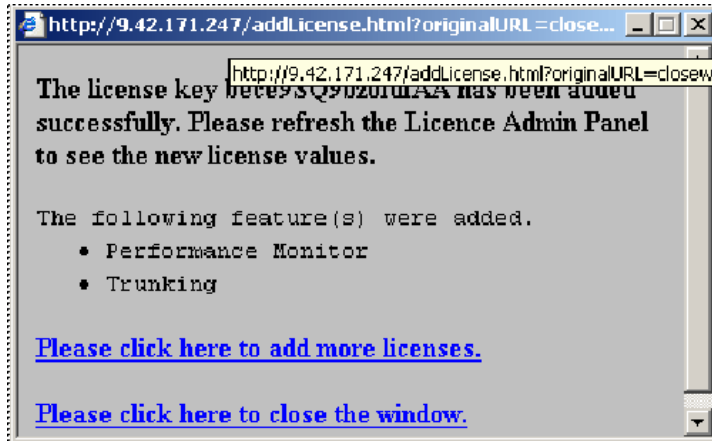 http://9.42.171.247/addLicense.html?originalURL=close...
http://9.42.171.247/addLicense.html?originalURL=closew
The license key has been added
successfully. Please refresh the Licence Admin Panel
to see the new license values.
The following feature(s) were added.
• Performance Monitor
• Trunking
Please click here to add more licenses.
Please click here to close the window.